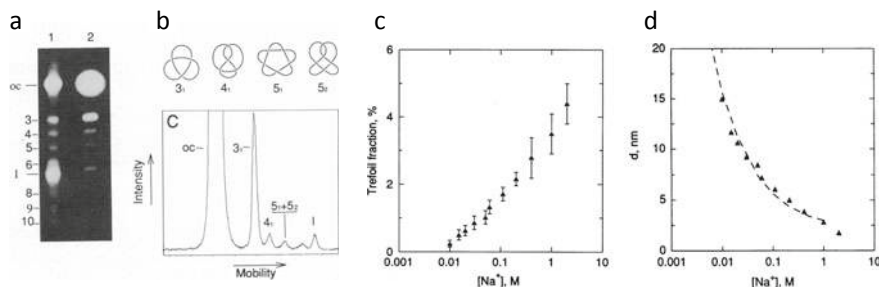 a
1 2
oc
3
4
5
6
l
7
8
9
10
b
3₁ 4₁ 5₁ 5₂
C
oc
3₁
4₁
5₁+5₂
l
Intensity
Mobility
c
Trefoil fraction, %
6
4
2
0
0.001 0.01 0.1 1 10
[Na⁺], M
d
d, nm
20
15
10
5
0
0.001 0.01 0.1 1 10
[Na⁺], M